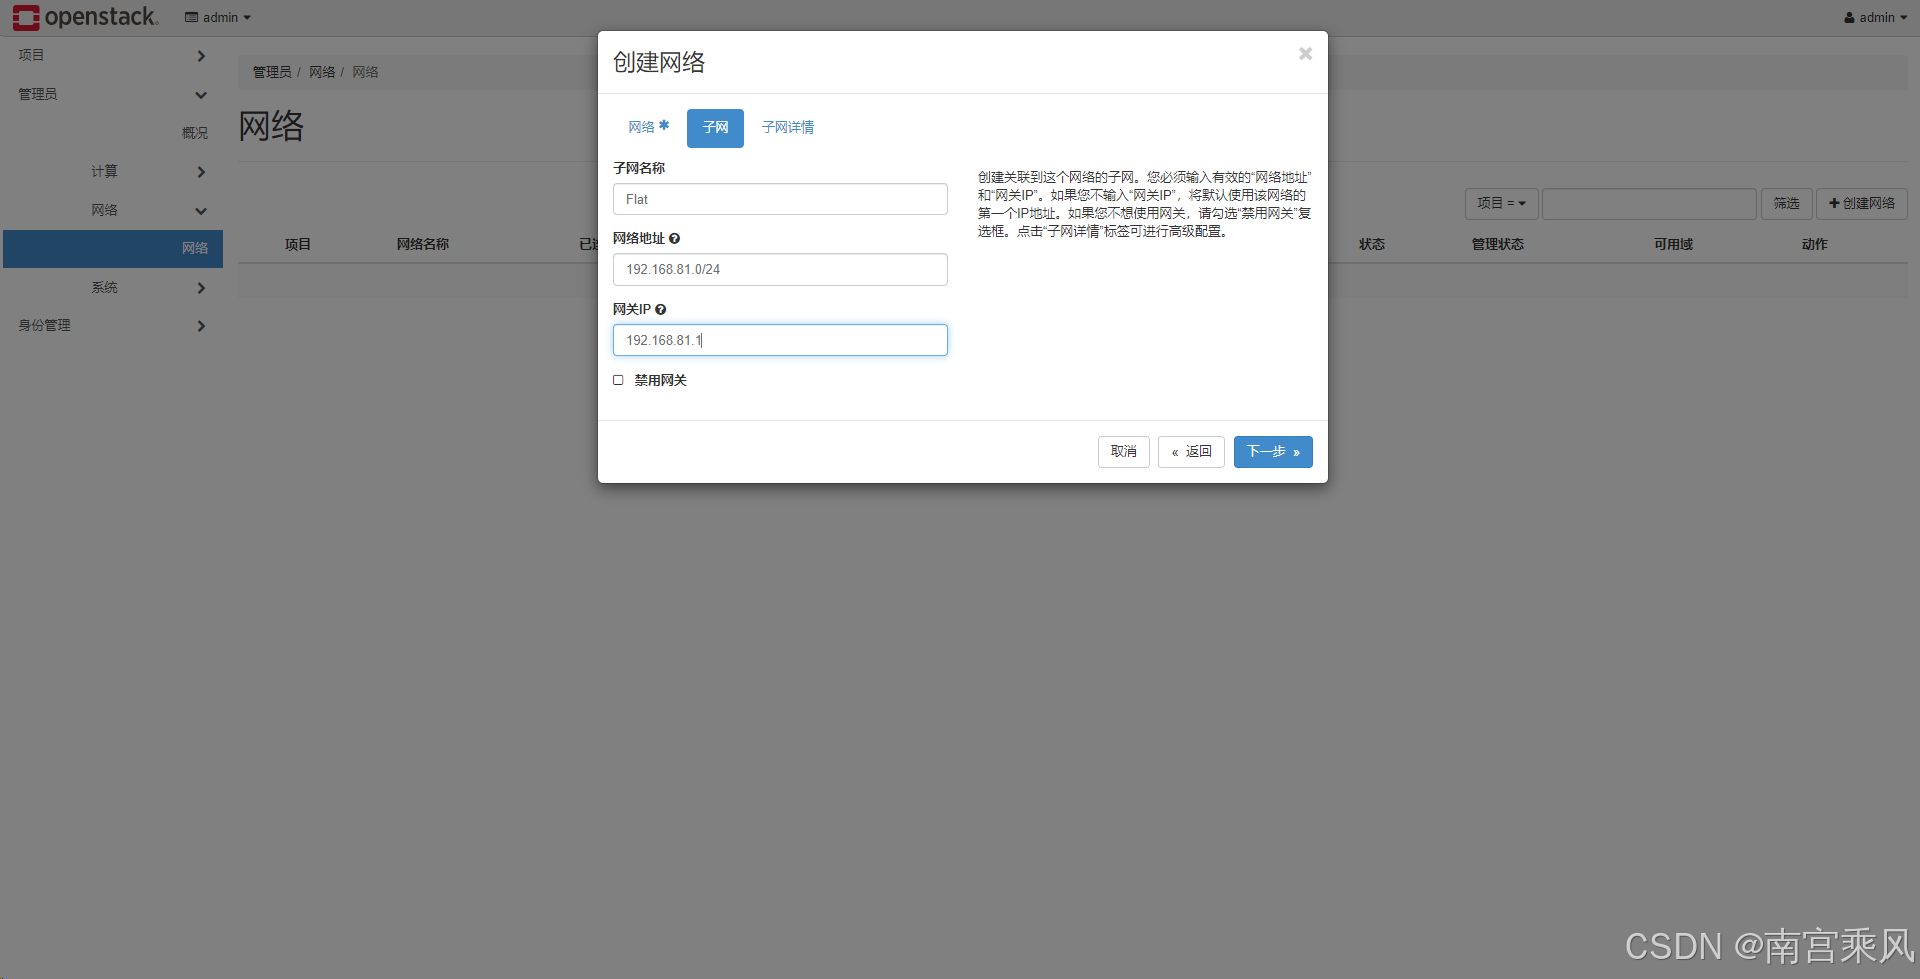 openstack. admin admin
项目
管理员
概况
计算
网络
网络
系统
身份管理
管理员 / 网络 / 网络
网络
项目 = 筛选 创建网络
项目 网络名称 状态 管理状态 可用域 动作
创建网络
网络 子网 子网详情
子网名称
Flat
网络地址
192.168.81.0/24
网关IP
192.168.81.1
禁用网关
创建关联到这个网络的子网。您必须输入有效的“网络地址”
和“网关IP”。如果您不输入“网关IP”，将默认使用该网络的
第一个IP地址。如果您不想使用网关，请勾选“禁用网关”复
选框。点击“子网详情”标签可进行高级配置。
取消 « 返回 下一步 »
CSDN @南宫乘风